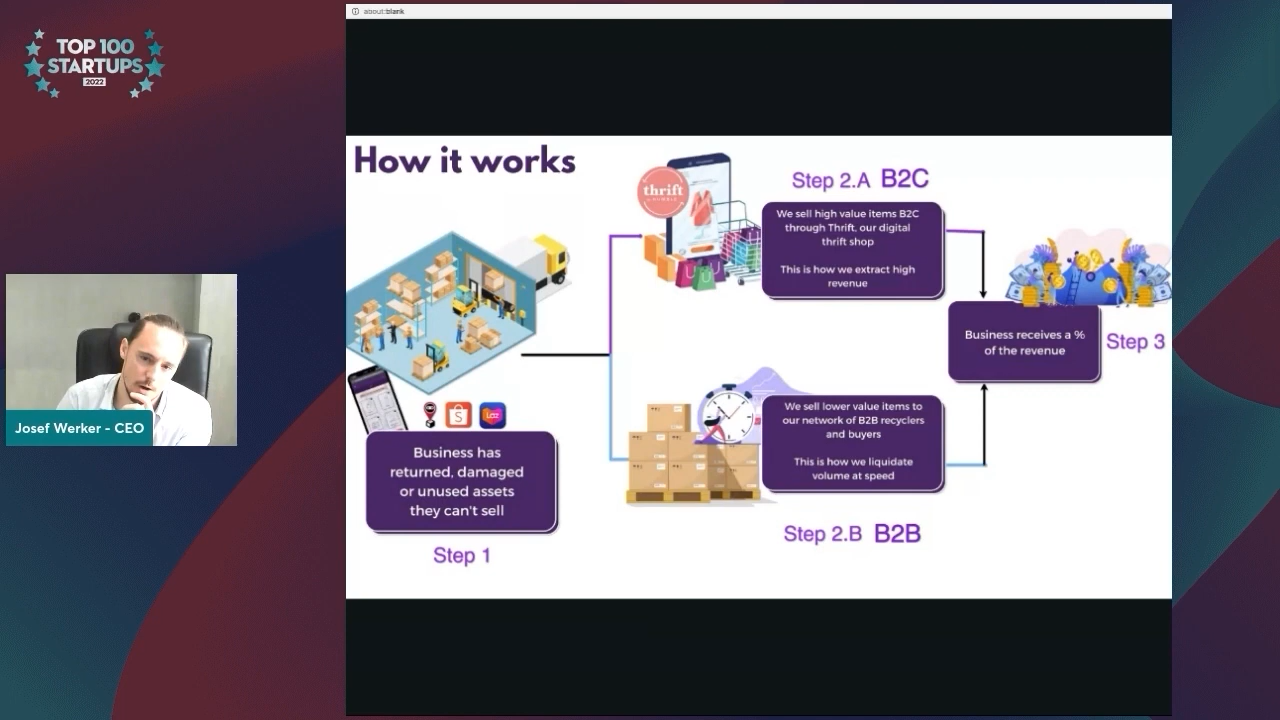 about:blank
TOP 100
STARTUPS
2022
How it works
thrift
Step 2.A B2C
We sell high value items B2C
through Thrift, our digital
thrift shop
This is how we extract high
revenue
Business receives a %
of the revenue
Step 3
Josef Werker - CEO
Business has
returned, damaged
or unused assets
they can't sell
Step 1
We sell lower value items to
our network of B2B recyclers
and buyers
This is how we liquidate
volume at speed
Step 2.B B2B